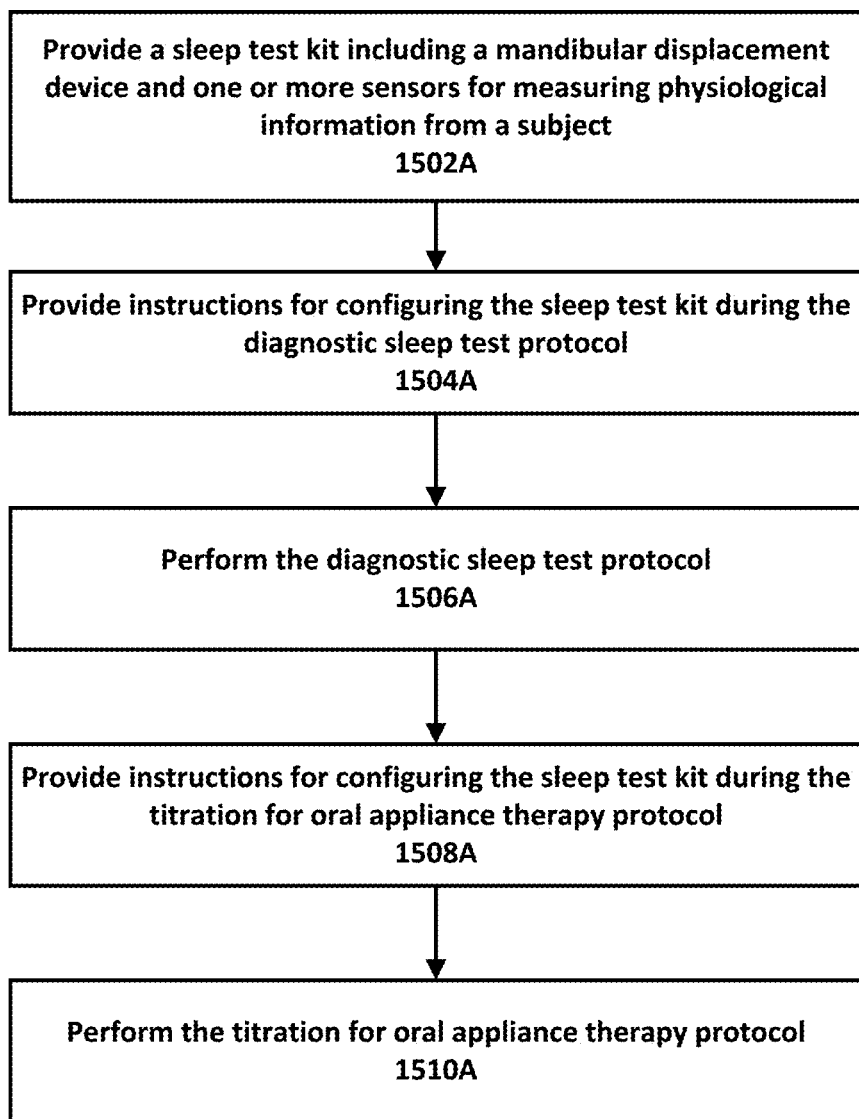 Provide a sleep test kit including a mandibular displacement
device and one or more sensors for measuring physiological
information from a subject
1502A
Provide instructions for configuring the sleep test kit during the
diagnostic sleep test protocol
1504A
Perform the diagnostic sleep test protocol
1506A
Provide instructions for configuring the sleep test kit during the
titration for oral appliance therapy protocol
1508A
Perform the titration for oral appliance therapy protocol
1510A